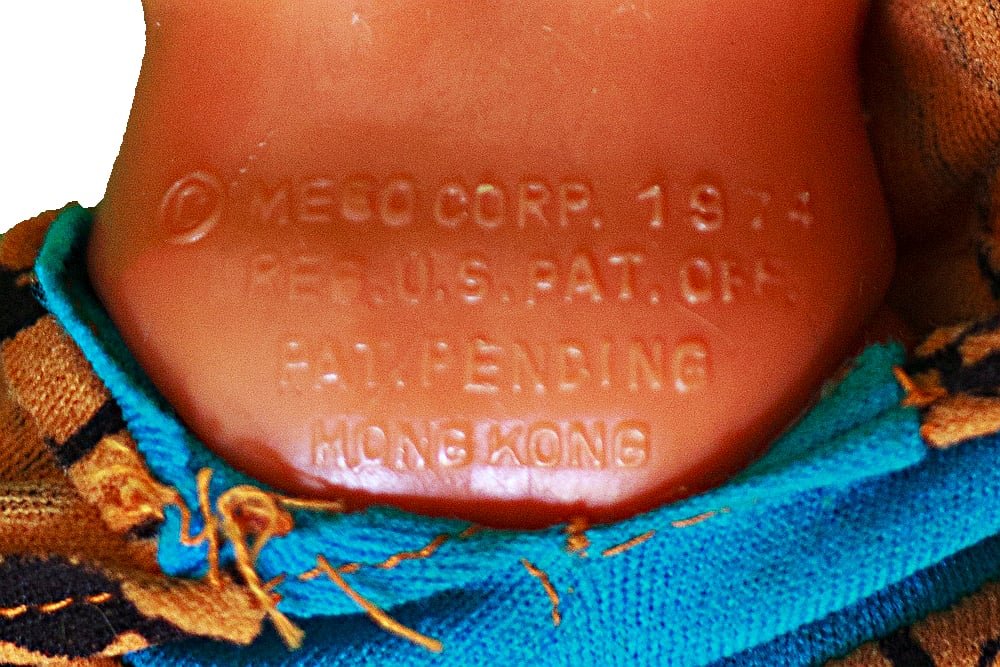 © MEGO CORP. 1974
REG. U.S. PAT. OFF.
PAT. PENDING
HONG KONG